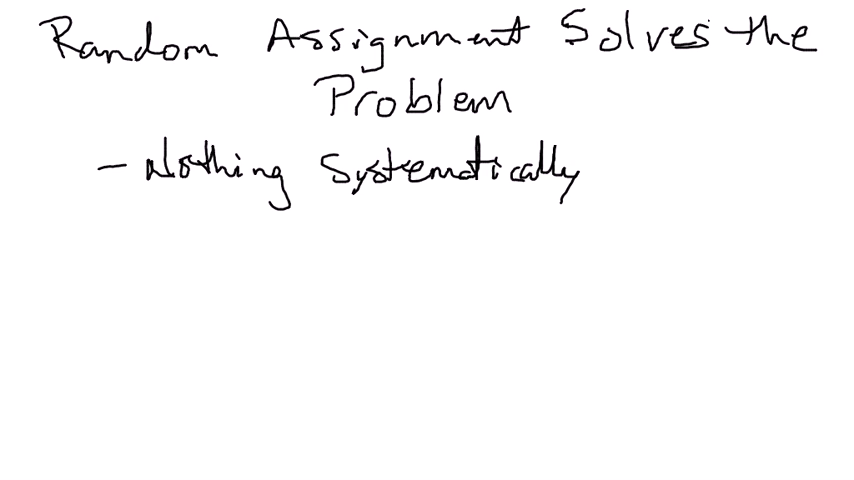 Random Assignment Solves the
Problem
- Nothing Systematically